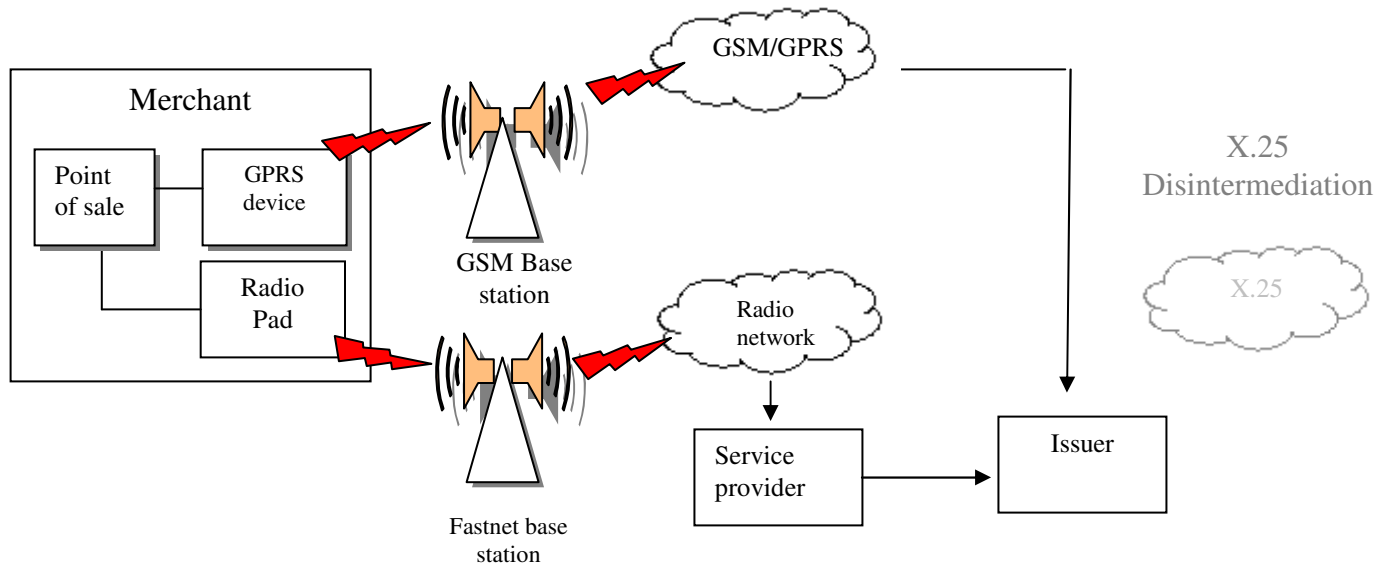 GSM/GPRS
Merchant
Point
of sale
GPRS
device
X.25
Disintermediation
GSM Base
station
Radio
Pad
Radio
network
X.25
Service
provider
Issuer
Fastnet base
station